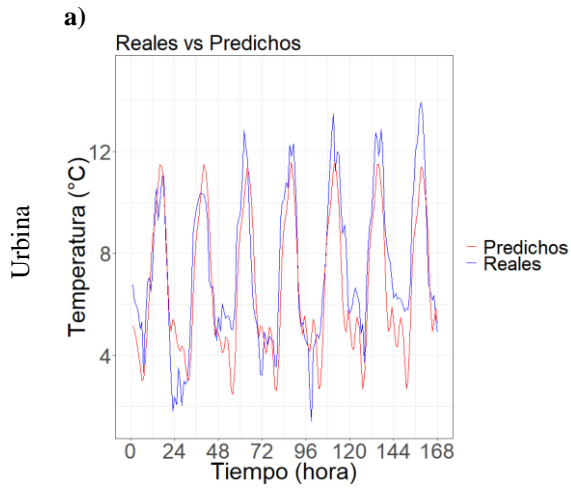 a)
Reales vs Predichos
Urbina
Temperatura (°C)
12
8
4
0 24 48 72 96 120 144 168
Tiempo (hora)
Predichos
Reales